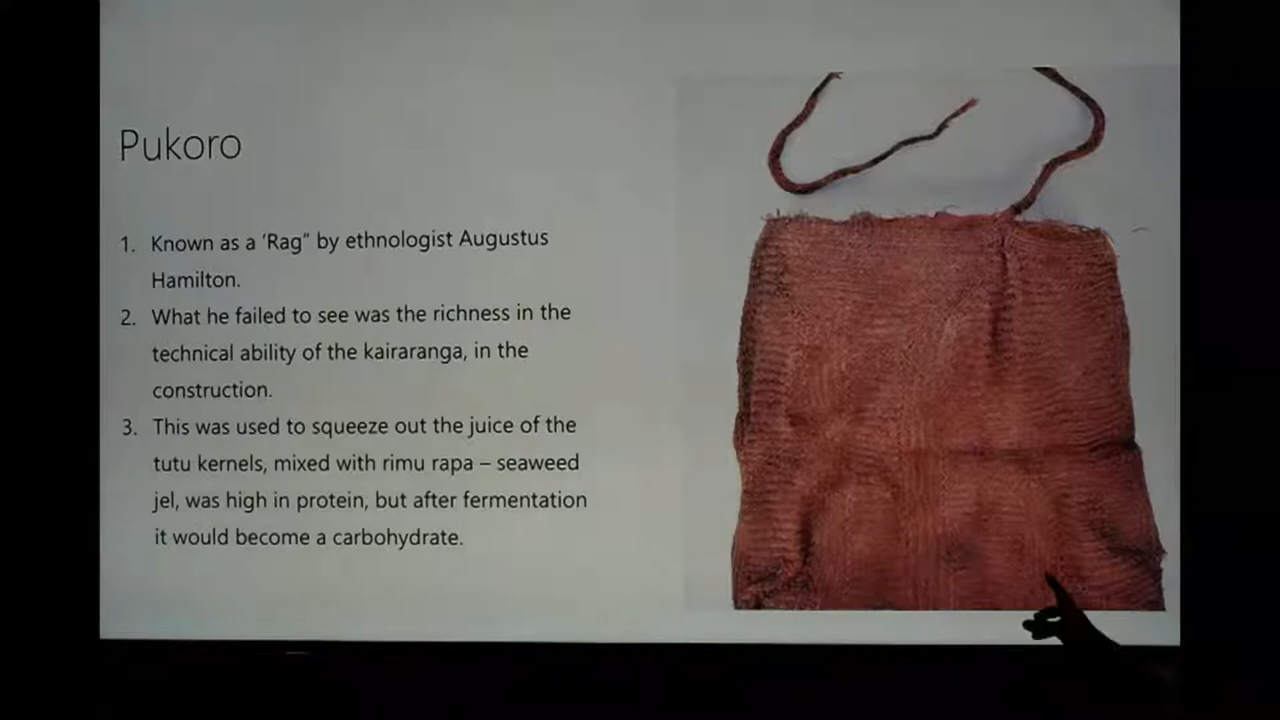 Pukoro
1. Known as a 'Rag" by ethnologist Augustus
Hamilton.
2. What he failed to see was the richness in the
technical ability of the kairaranga, in the
construction.
3. This was used to squeeze out the juice of the
tutu kernels, mixed with rimu rapa – seaweed
jel, was high in protein, but after fermentation
it would become a carbohydrate.